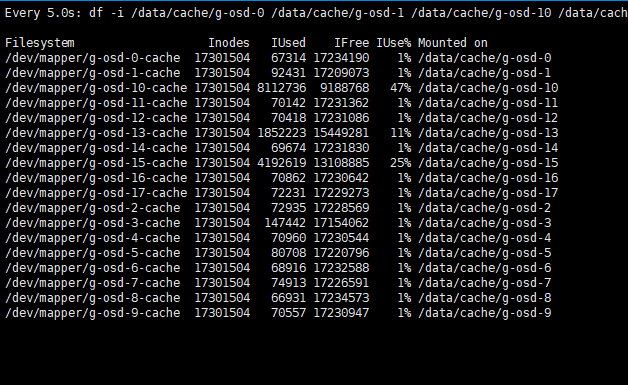 Every 5.0s: df -i /data/cache/g-osd-0 /data/cache/g-osd-1 /data/cache/g-osd-10 /data/cach
Filesystem Inodes IUsed IFree IUse% Mounted on
/dev/mapper/g-osd-0-cache 17301504 67314 17234190 1% /data/cache/g-osd-0
/dev/mapper/g-osd-1-cache 17301504 92431 17209073 1% /data/cache/g-osd-1
/dev/mapper/g-osd-10-cache 17301504 8112736 9188768 47% /data/cache/g-osd-10
/dev/mapper/g-osd-11-cache 17301504 70142 17231362 1% /data/cache/g-osd-11
/dev/mapper/g-osd-12-cache 17301504 70418 17231086 1% /data/cache/g-osd-12
/dev/mapper/g-osd-13-cache 17301504 1852223 15449281 11% /data/cache/g-osd-13
/dev/mapper/g-osd-14-cache 17301504 69674 17231830 1% /data/cache/g-osd-14
/dev/mapper/g-osd-15-cache 17301504 4192619 13108885 25% /data/cache/g-osd-15
/dev/mapper/g-osd-16-cache 17301504 70862 17230642 1% /data/cache/g-osd-16
/dev/mapper/g-osd-17-cache 17301504 72231 17229273 1% /data/cache/g-osd-17
/dev/mapper/g-osd-2-cache 17301504 72935 17228569 1% /data/cache/g-osd-2
/dev/mapper/g-osd-3-cache 17301504 147442 17154062 1% /data/cache/g-osd-3
/dev/mapper/g-osd-4-cache 17301504 70960 17230544 1% /data/cache/g-osd-4
/dev/mapper/g-osd-5-cache 17301504 80708 17220796 1% /data/cache/g-osd-5
/dev/mapper/g-osd-6-cache 17301504 68916 17232588 1% /data/cache/g-osd-6
/dev/mapper/g-osd-7-cache 17301504 74913 17226591 1% /data/cache/g-osd-7
/dev/mapper/g-osd-8-cache 17301504 66931 17234573 1% /data/cache/g-osd-8
/dev/mapper/g-osd-9-cache 17301504 70557 17230947 1% /data/cache/g-osd-9